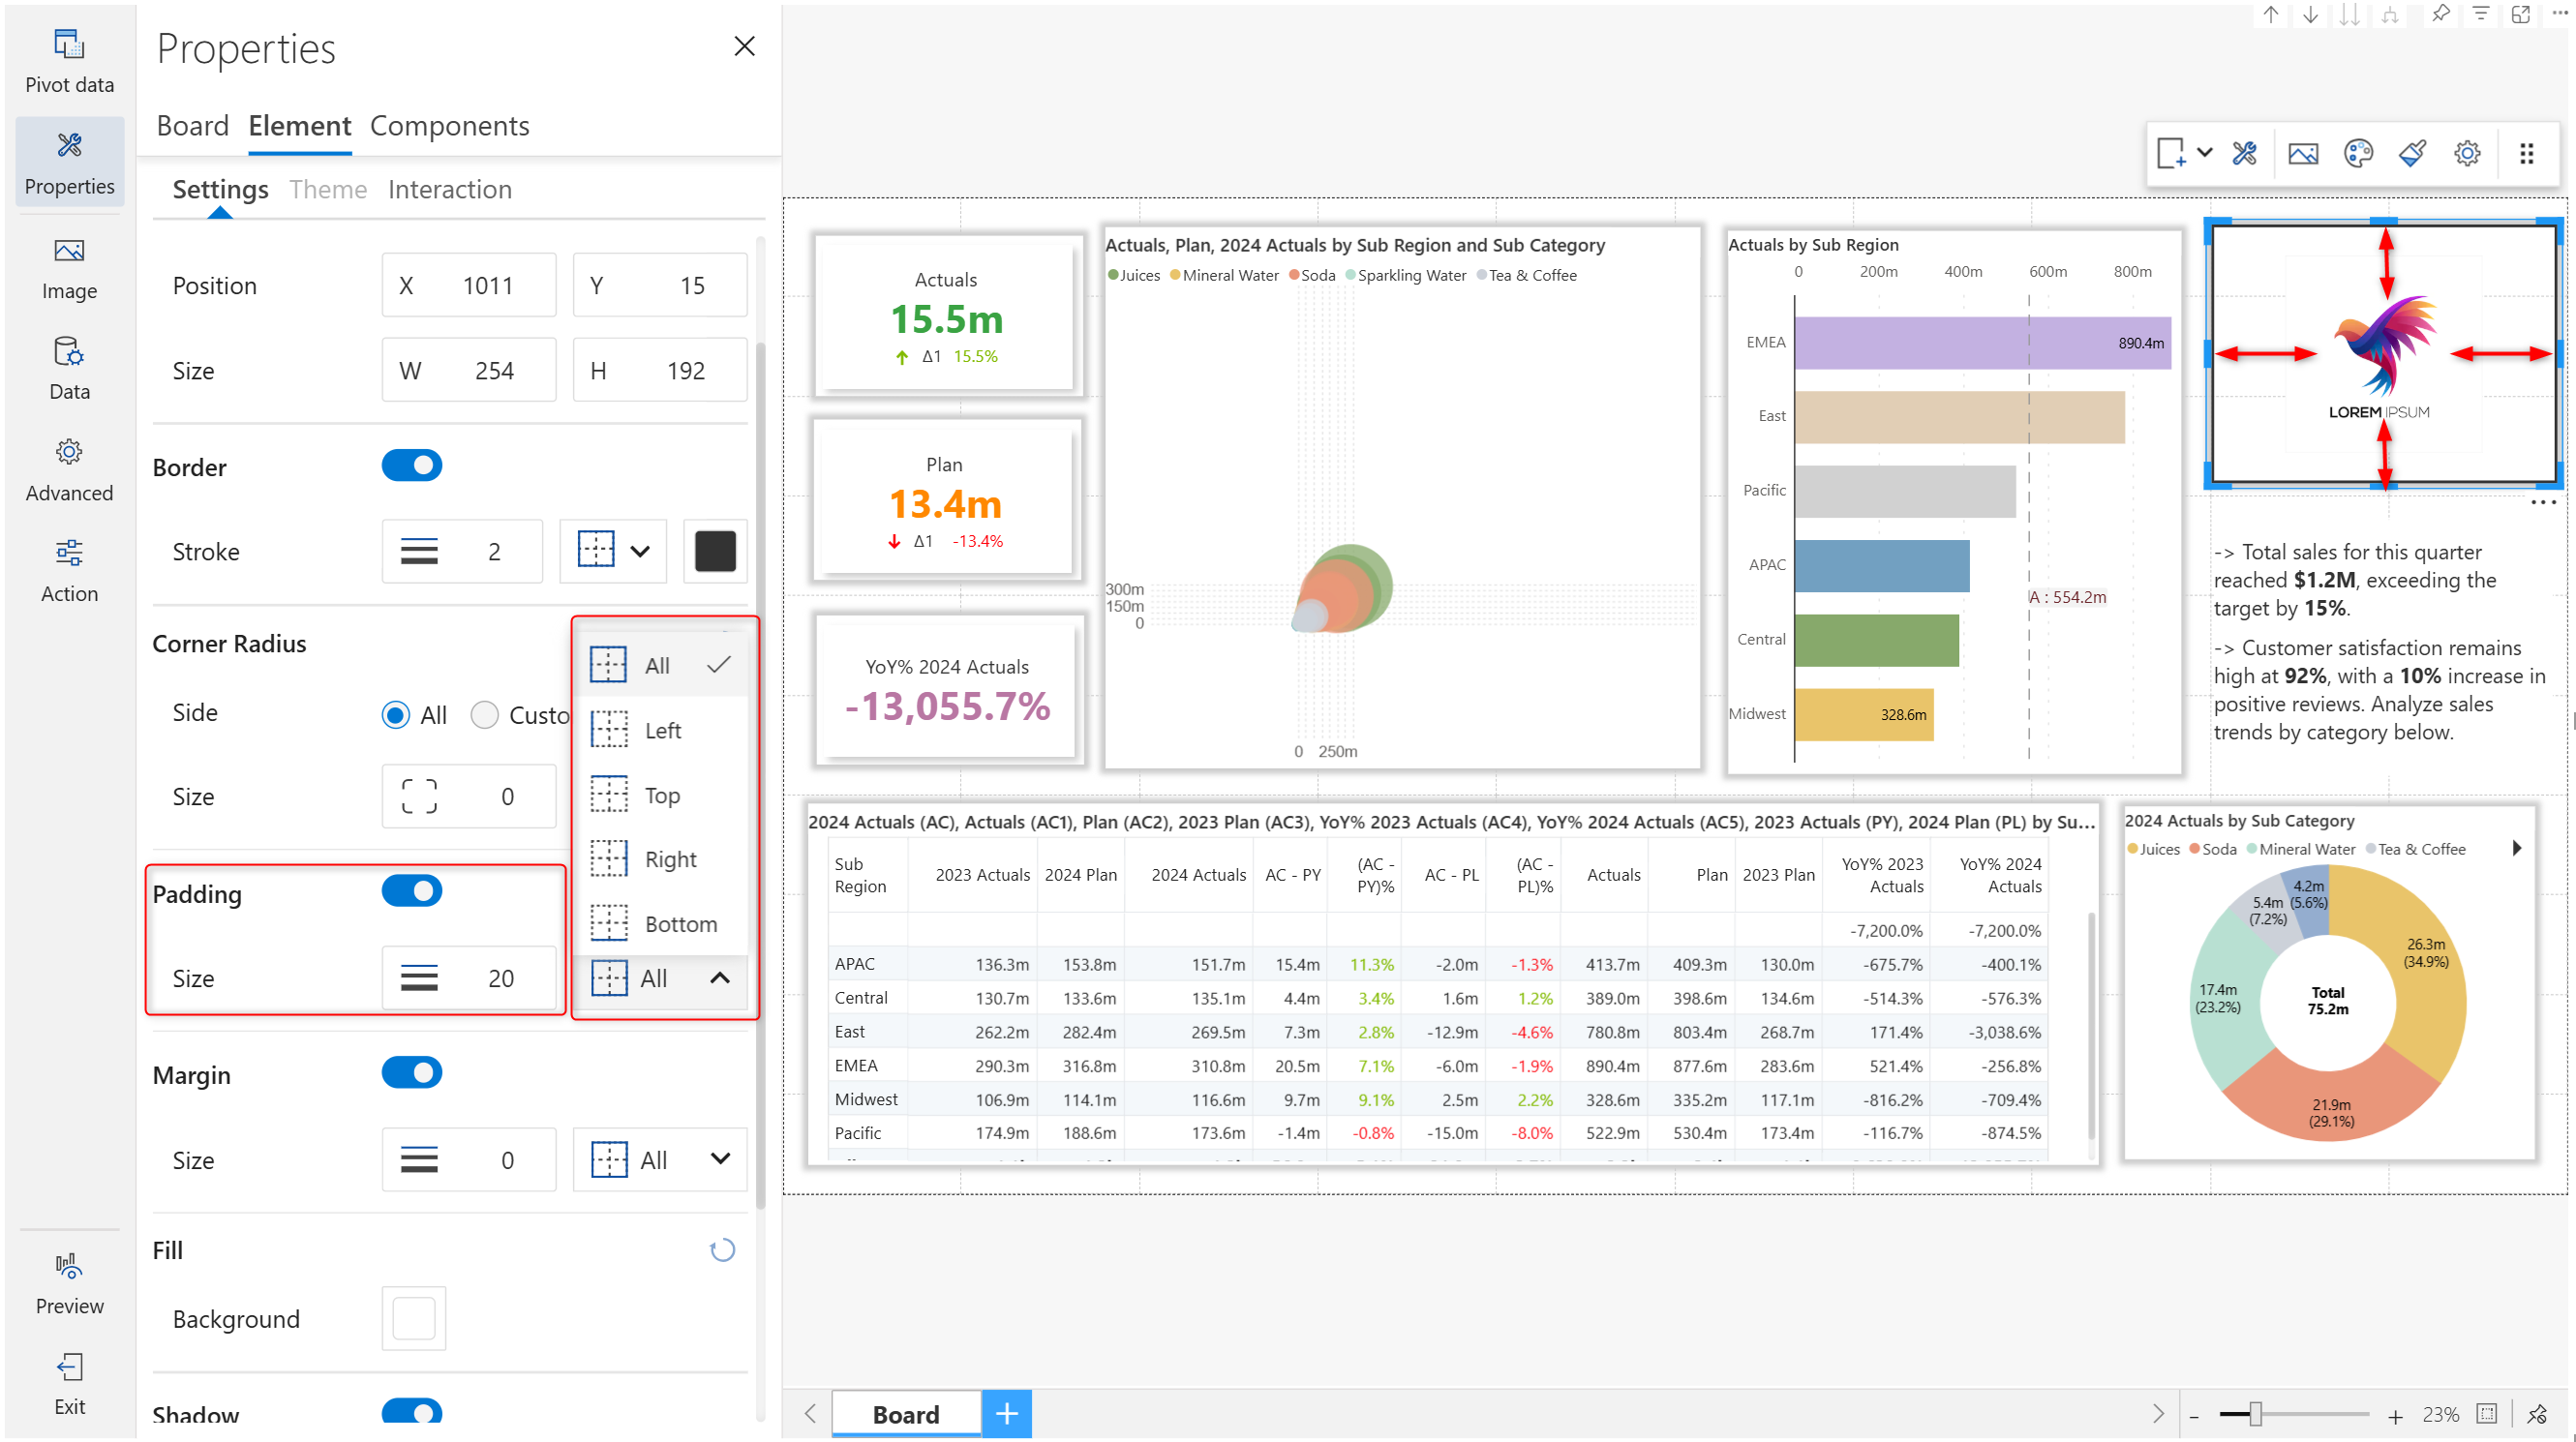 Pivot data
Properties
Image
Data
Advanced
Action
Preview
Exit
Properties
Board Element Components
Settings Theme Interaction
Position X 1011 Y 15
Size W 254 H 192
Border
Stroke 2
Corner Radius
Side All Custo
Size 0
All
Left
Top
Right
Bottom
Padding
Size 20 All
Margin
Size 0 All
Fill
Background
Shadow
Actuals
15.5m
Δ1 15.5%
Plan
13.4m
Δ1 -13.4%
YoY% 2024 Actuals
-13,055.7%
Actuals, Plan, 2024 Actuals by Sub Region and Sub Category
Juices Mineral Water Soda Sparkling Water Tea & Coffee
300m
150m
0
0 250m
Actuals by Sub Region
0 200m 400m 600m 800m
EMEA 890.4m
East
Pacific
APAC
A : 554.2m
Central
Midwest 328.6m
LOREM IPSUM
-> Total sales for this quarter
reached $1.2M, exceeding the
target by 15%.
-> Customer satisfaction remains
high at 92%, with a 10% increase in
positive reviews. Analyze sales
trends by category below.
2024 Actuals (AC), Actuals (AC1), Plan (AC2), 2023 Plan (AC3), YoY% 2023 Actuals (AC4), YoY% 2024 Actuals (AC5), 2023 Actuals (PY), 2024 Plan (PL) by Su...
Sub Region 2023 Actuals 2024 Plan 2024 Actuals AC - PY (AC - PY)% AC - PL (AC - PL)% Actuals Plan 2023 Plan YoY% 2023 Actuals YoY% 2024 Actuals
-7,200.0% -7,200.0%
APAC 136.3m 153.8m 151.7m 15.4m 11.3% -2.0m -1.3% 413.7m 409.3m 130.0m -675.7% -400.1%
Central 130.7m 133.6m 135.1m 4.4m 3.4% 1.6m 1.2% 389.0m 398.6m 134.6m -514.3% -576.3%
East 262.2m 282.4m 269.5m 7.3m 2.8% -12.9m -4.6% 780.8m 803.4m 268.7m 171.4% -3,038.6%
EMEA 290.3m 316.8m 310.8m 20.5m 7.1% -6.0m -1.9% 890.4m 877.6m 283.6m 521.4% -256.8%
Midwest 106.9m 114.1m 116.6m 9.7m 9.1% 2.5m 2.2% 328.6m 335.2m 117.1m -816.2% -709.4%
Pacific 174.9m 188.6m 173.6m -1.4m -0.8% -15.0m -8.0% 522.9m 530.4m 173.4m -116.7% -874.5%
2024 Actuals by Sub Category
Juices Soda Mineral Water Tea & Coffee
4.2m
(5.6%)
5.4m
(7.2%)
26.3m
(34.9%)
17.4m
(23.2%)
Total
75.2m
21.9m
(29.1%)
Board
23%